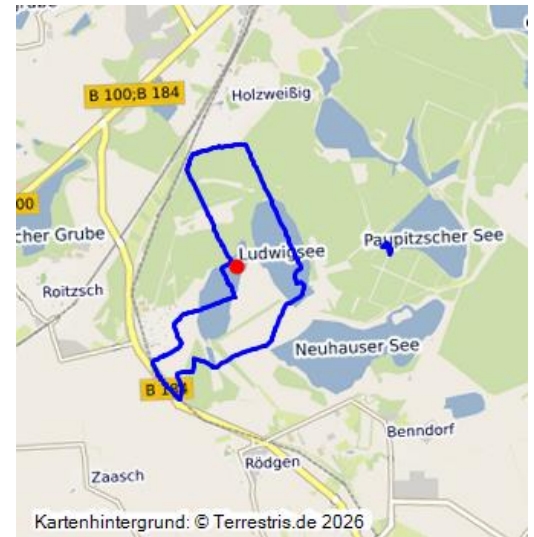 B 100;B 184
Holzweißig
00
cher Grube
Ludwigsee
Paupitzscher See
Roitzsch
Neuhauser See
B 184
Benndorf
Rödgen
Zaasch
Kartenhintergrund: © Terrestris.de 2026